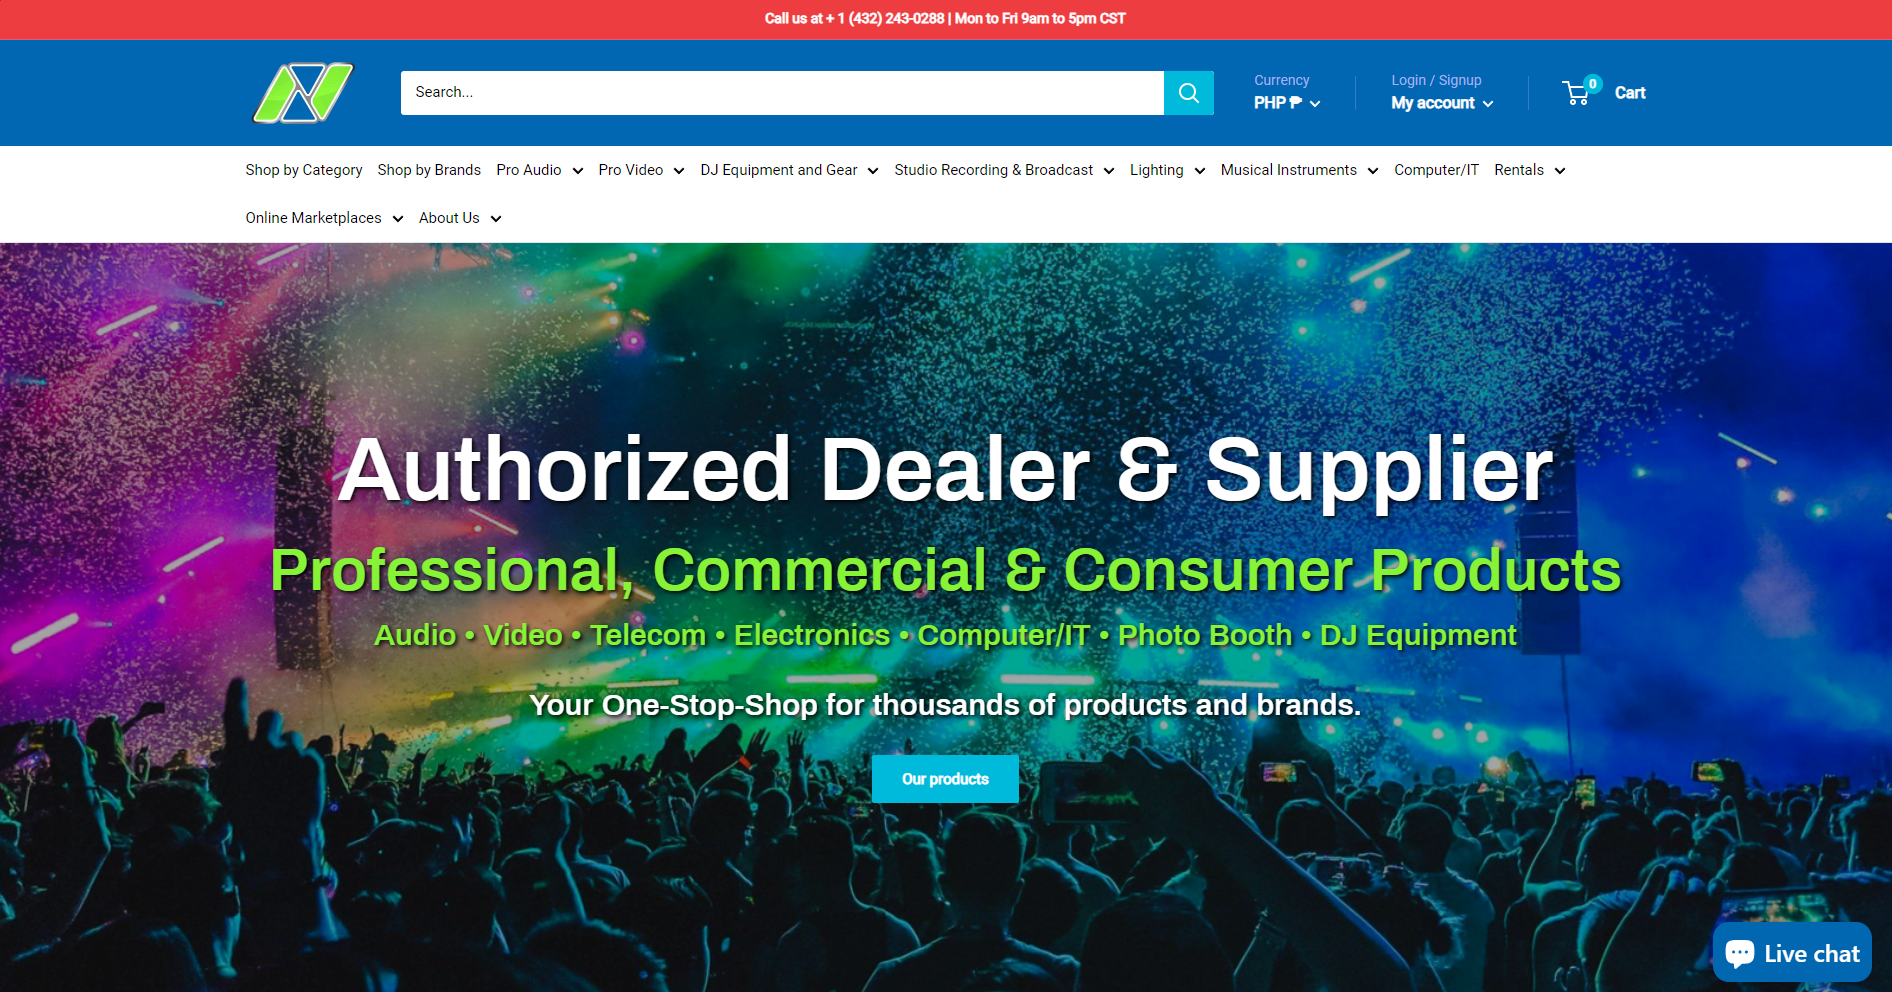 Call us at + 1 (432) 243-0288 | Mon to Fri 9am to 5pm CST
Search...
Currency
PHP ₱
Login / Signup
My account
0
Cart
Shop by Category Shop by Brands Pro Audio Pro Video DJ Equipment and Gear Studio Recording & Broadcast Lighting Musical Instruments Computer/IT Rentals
Online Marketplaces About Us
Authorized Dealer & Supplier
Professional, Commercial & Consumer Products
Audio • Video • Telecom • Electronics • Computer/IT • Photo Booth • DJ Equipment
Your One-Stop-Shop for thousands of products and brands.
Our products
Live chat